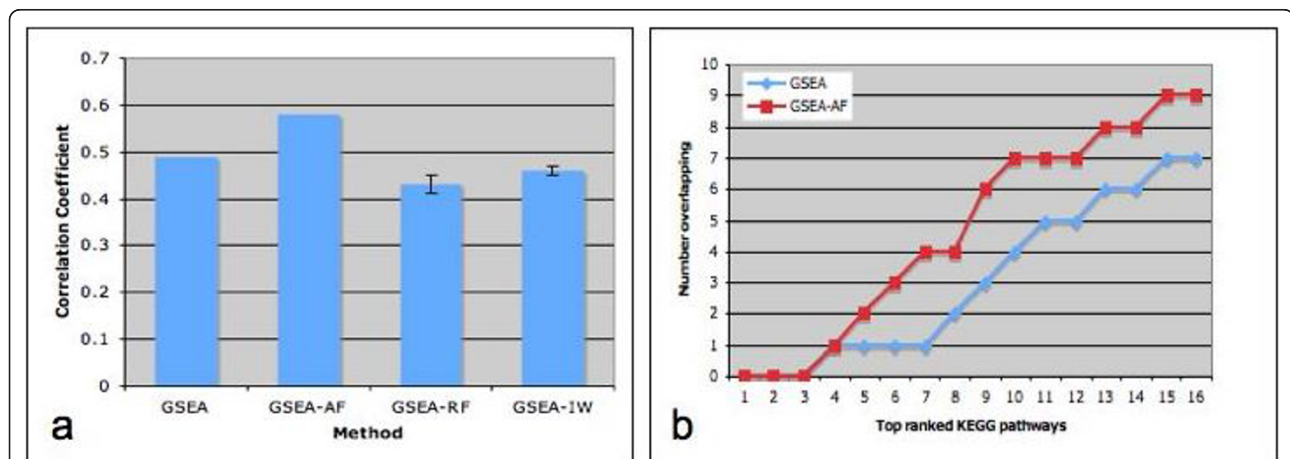 0.7
0.6
0.5
0.4
0.3
0.2
0.1
0
Correlation Coefficient
GSEA GSEA-AF GSEA-RF GSEA-IW
Method
a
10
9
8
7
6
5
4
3
2
1
0
Number overlapping
GSEA
GSEA-AF
1 2 3 4 5 6 7 8 9 10 11 12 13 14 15 16
Top ranked KEGG pathways
b